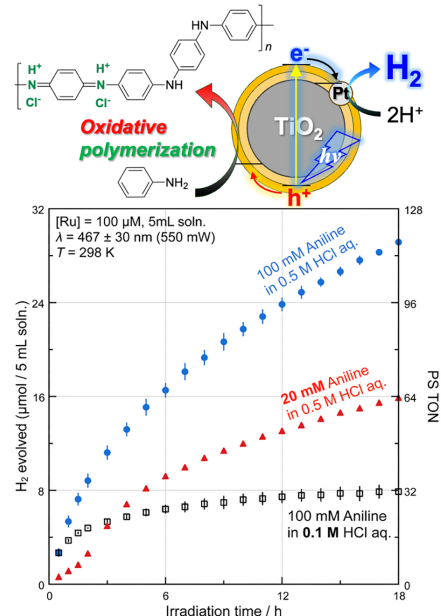 H
N
n
H⁺
N
H⁺
N
Cl⁻
Cl⁻
N
H
N
H
e⁻
Pt
H₂
2H⁺
TiO₂
hν
h⁺
Oxidative
polymerization
NH₂
[Ru] = 100 μM, 5mL soln.
λ = 467 ± 30 nm (550 mW)
T = 298 K
100 mM Aniline
in 0.5 M HCl aq.
20 mM Aniline
in 0.5 M HCl aq.
100 mM Aniline
in 0.1 M HCl aq.
H₂ evolved (μmol / 5 mL soln.)
32
24
16
8
0
128
96
64
32
0
PS TON
0
6
12
18
Irradiation time / h